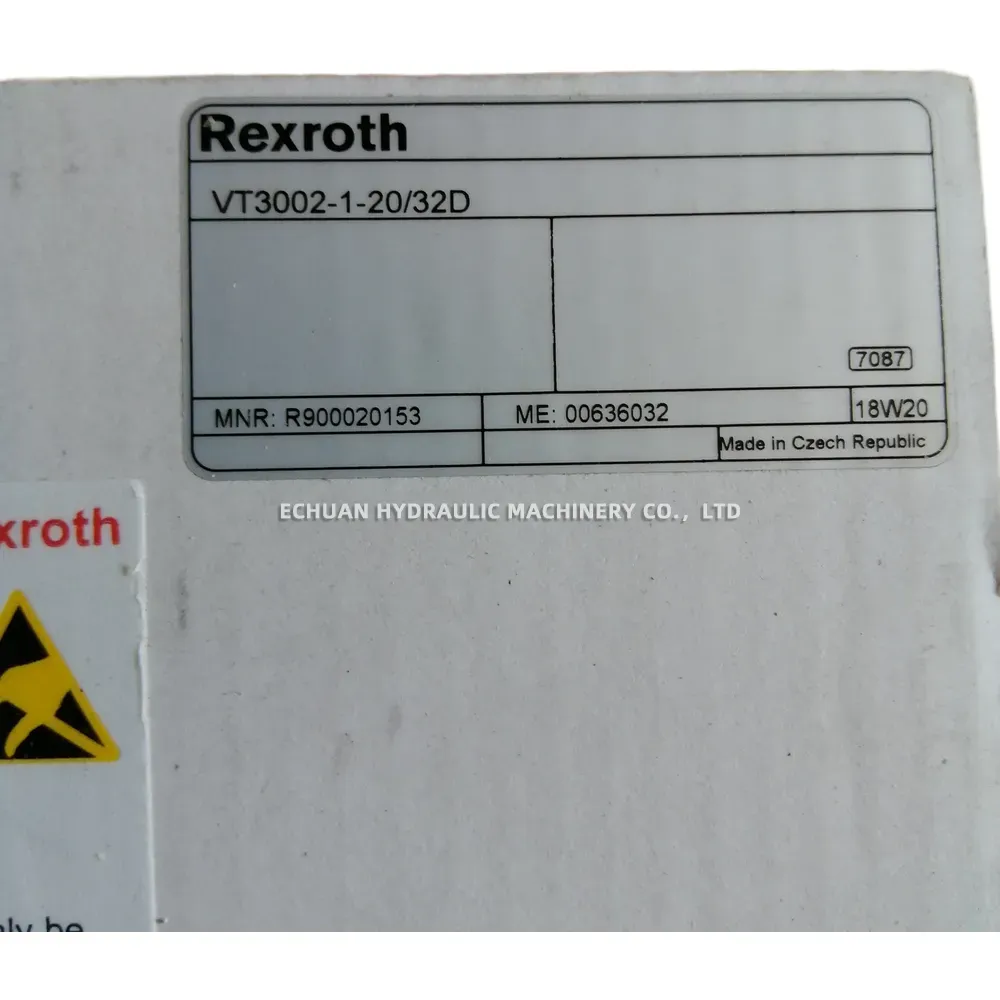 Rexroth
VT3002-1-20/32D
7087
MNR: R900020153
ME: 00636032
18W20
Made in Czech Republic
ECHUAN HYDRAULIC MACHINERY CO., LTD
xroth
be